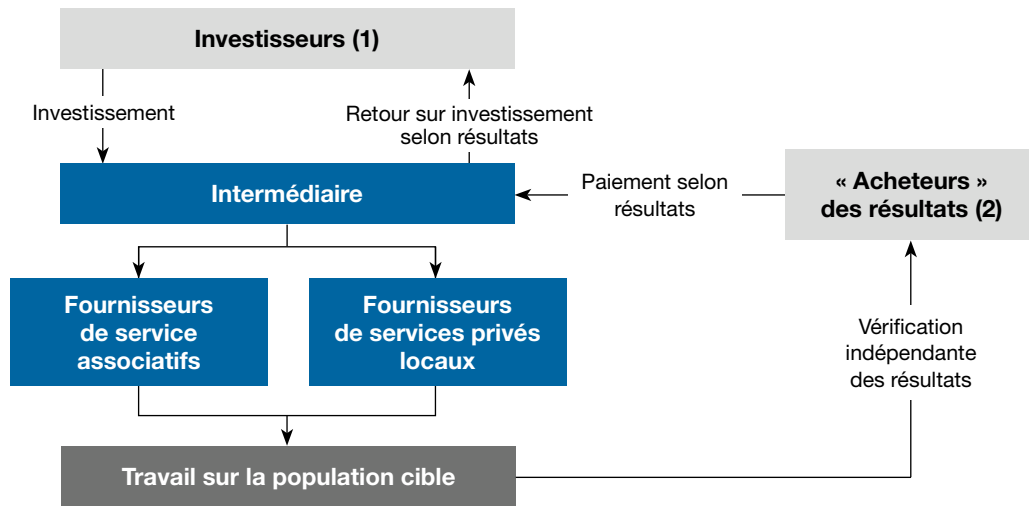 Investisseurs (1)
Investissement
Retour sur investissement
selon résultats
Intermédiaire
Paiement selon
résultats
« Acheteurs »
des résultats (2)
Fournisseurs
de service
associatifs
Fournisseurs
de services privés
locaux
Vérification
indépendante
des résultats
Travail sur la population cible